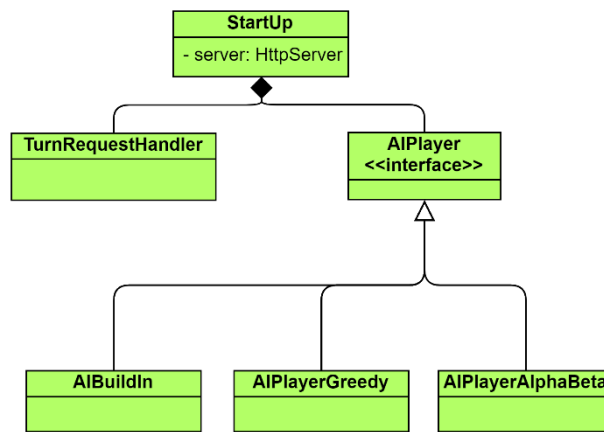 StartUp
- server: HttpServer
TurnRequestHandler
AIPlayer
<<interface>>
AIBuildIn
AIPlayerGreedy
AIPlayerAlphaBeta